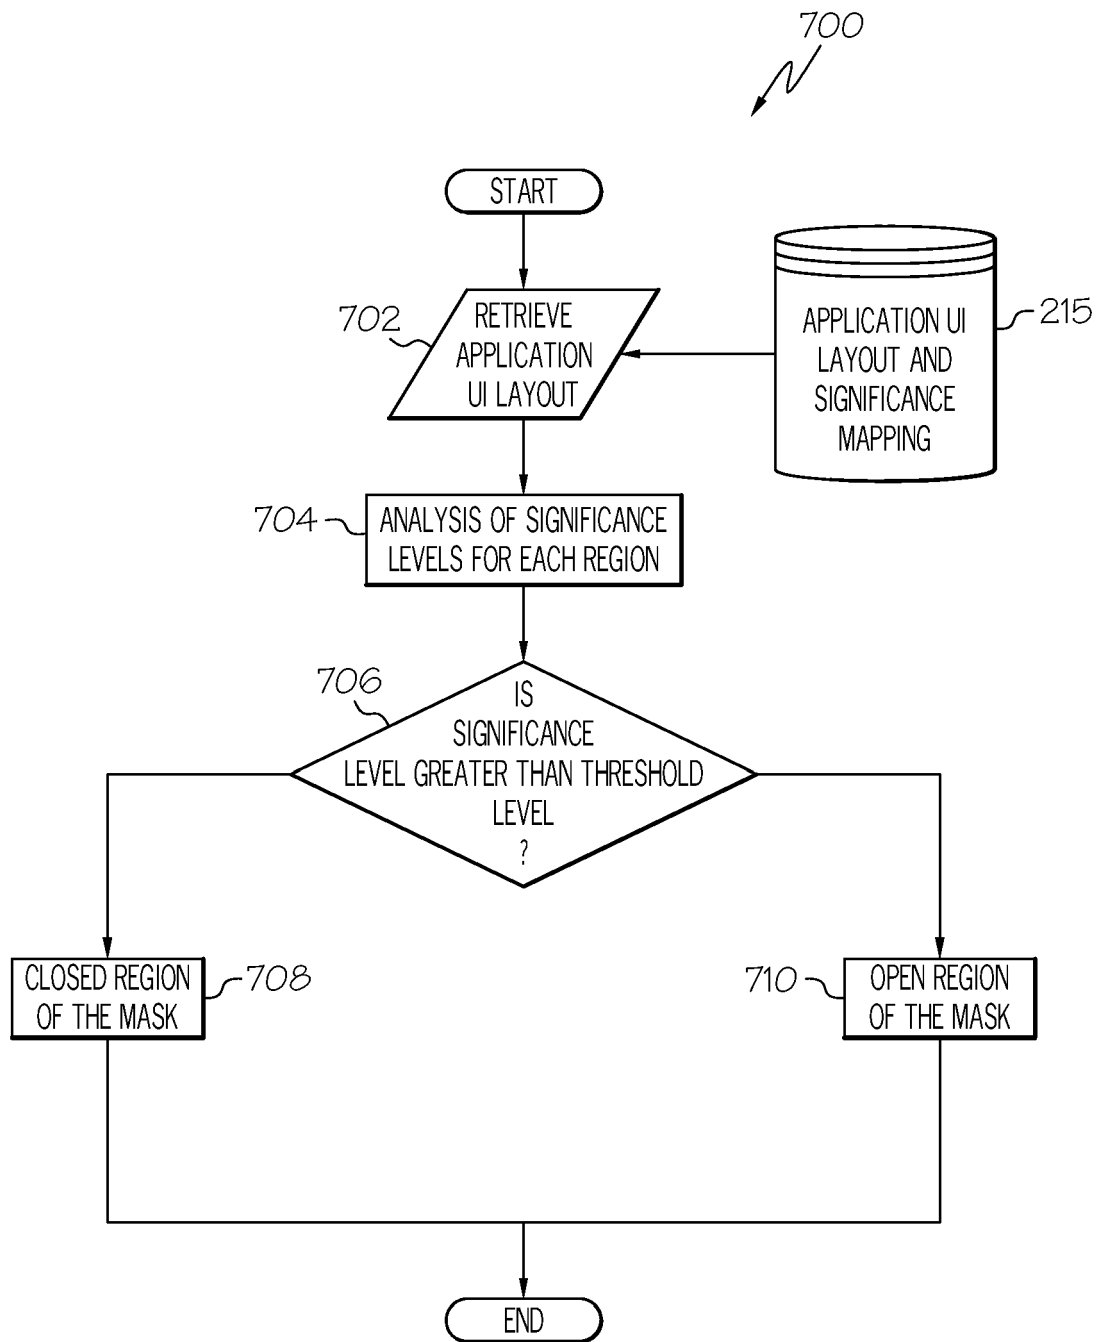 700
START
702
RETRIEVE
APPLICATION
UI LAYOUT
APPLICATION UI
LAYOUT AND
SIGNIFICANCE
MAPPING
215
704
ANALYSIS OF SIGNIFICANCE
LEVELS FOR EACH REGION
706
IS
SIGNIFICANCE
LEVEL GREATER THAN THRESHOLD
LEVEL
?
CLOSED REGION
OF THE MASK
708
710
OPEN REGION
OF THE MASK
END